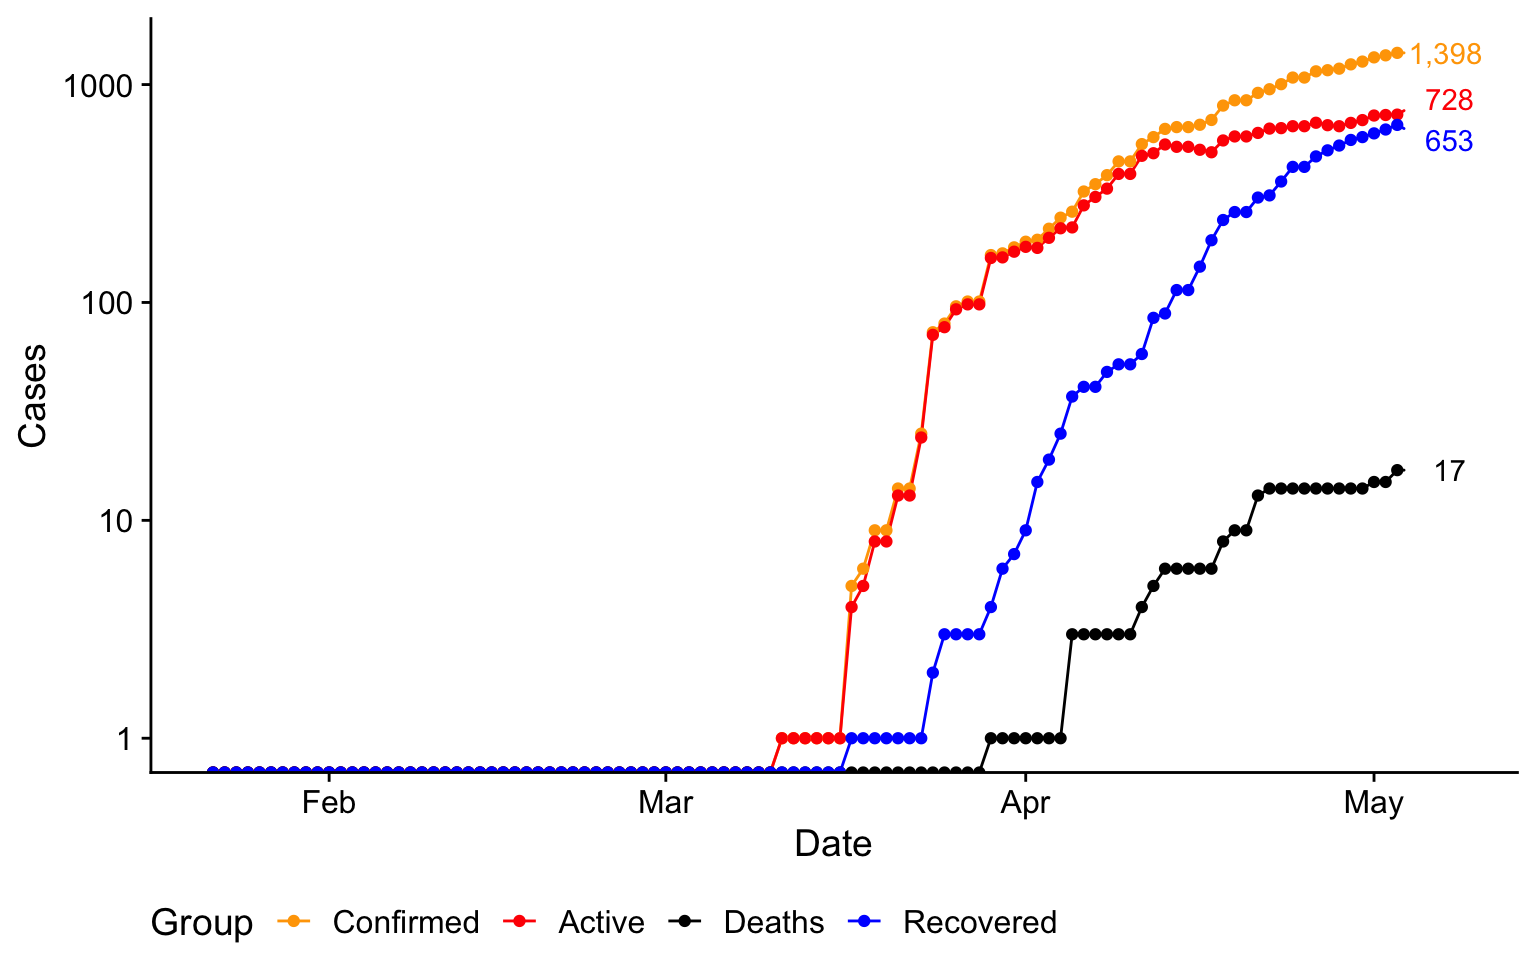 1,398
1000
728
653
100
Cases
17
10
1
Feb Mar Apr May
Date
Group Confirmed Active Deaths Recovered